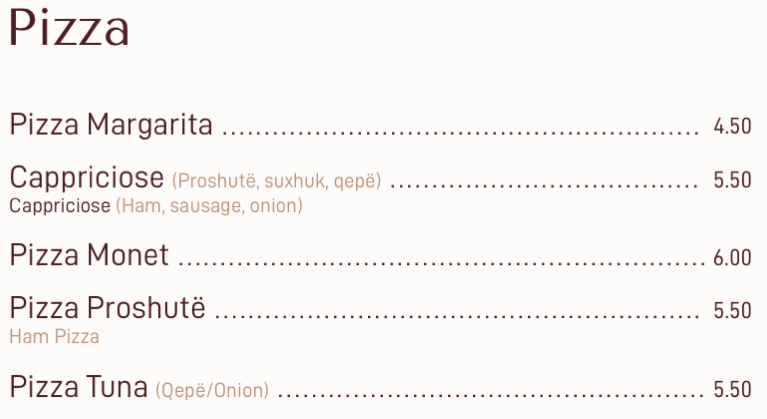 Pizza
Pizza Margarita ........ 4.50
Cappriciose (Proshutë, suxhuk, qepë) ........ 5.50
Cappriciose (Ham, sausage, onion)
Pizza Monet ........ 6.00
Pizza Proshutë ........ 5.50
Ham Pizza
Pizza Tuna (Qepë/Onion) ........ 5.50